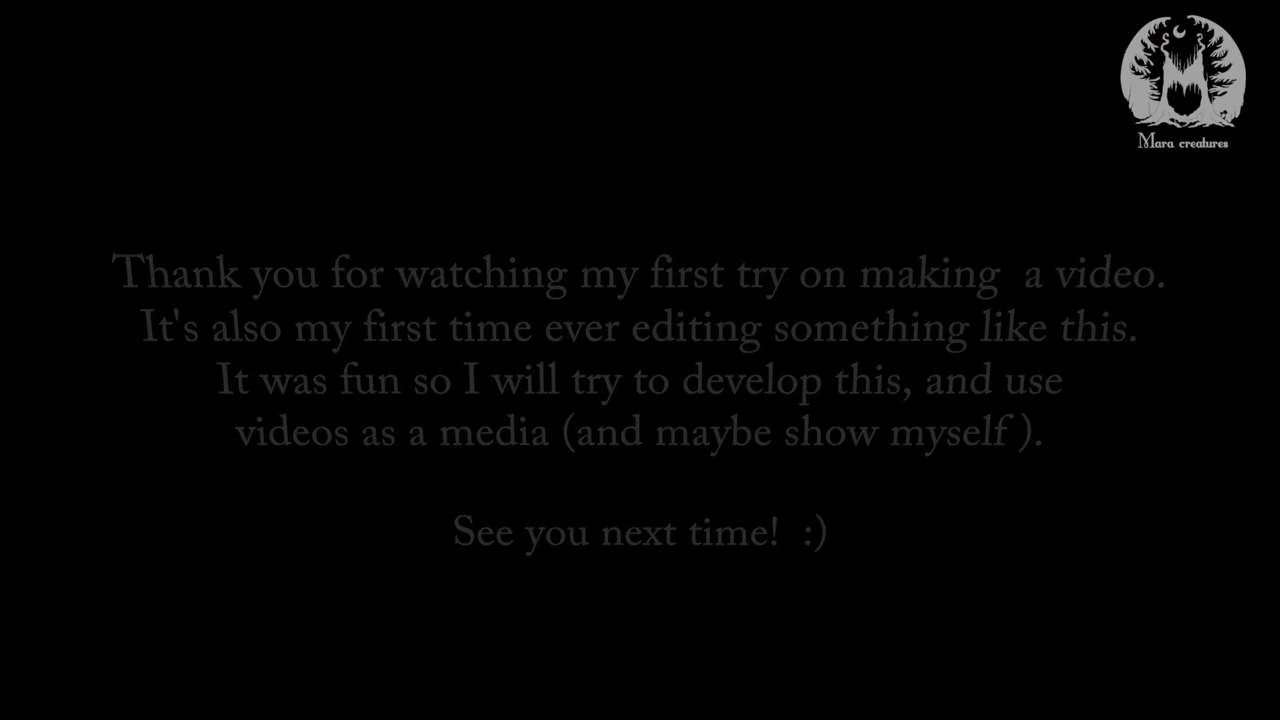 Mara creatures
Thank you for watching my first try on making  a video.
It's also my first time ever editing something like this.
It was fun so I will try to develop this, and use
videos as a media (and maybe show myself ).
See you next time!  :)